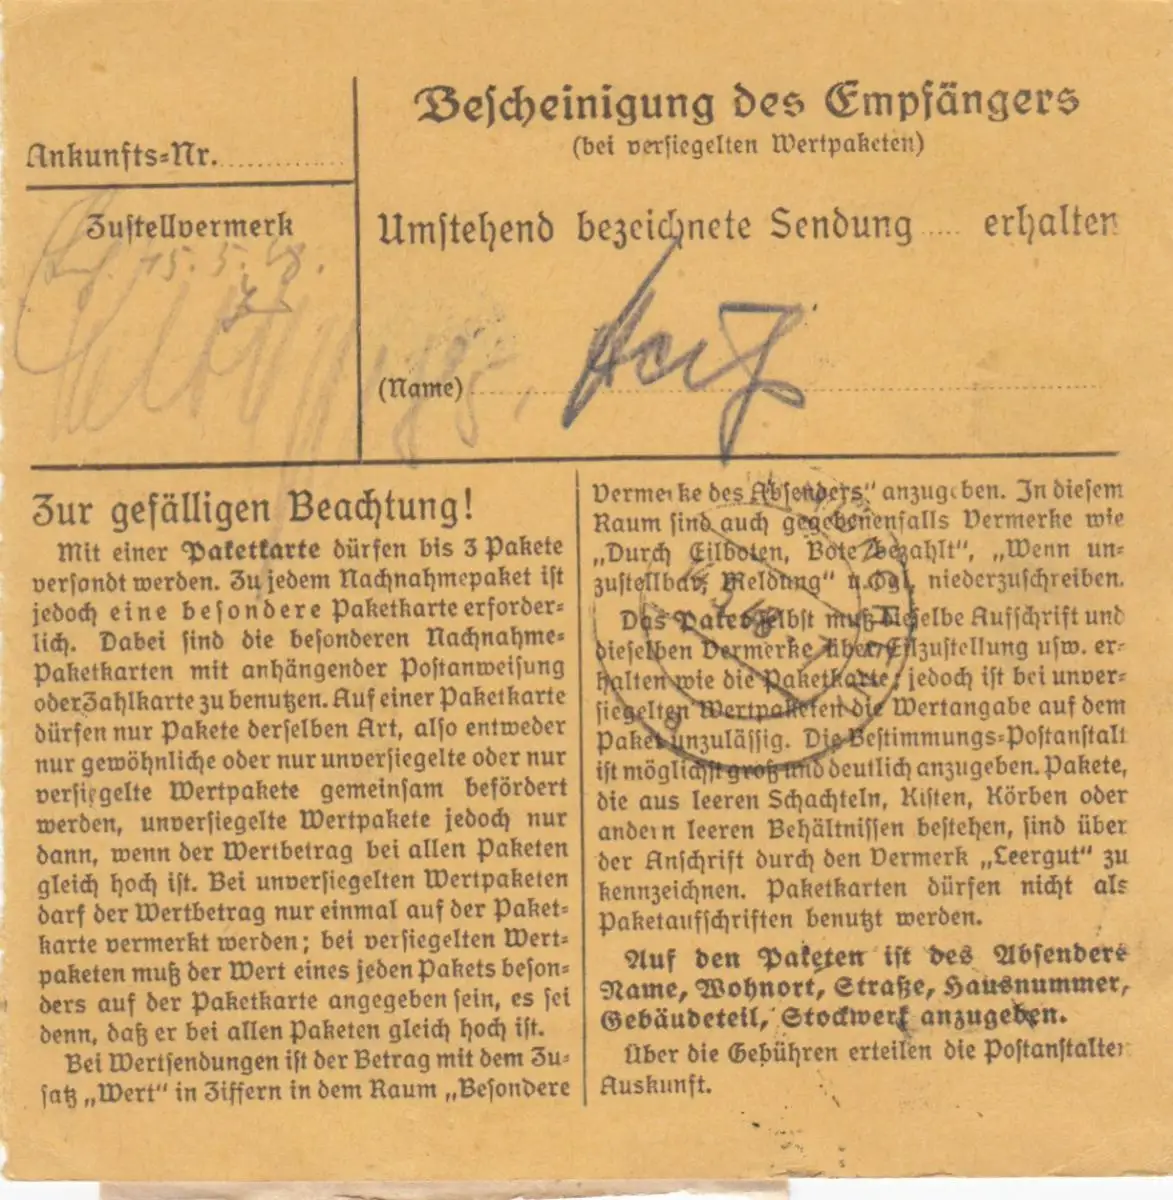 Bescheinigung des Empfängers
(bei versiegelten Wertpaketen)
Ankunfts-Nr.
Zustellvermerk
15. 5. 48.
Umstehend bezeichnete Sendung erhalten
(Name)
Zur gefälligen Beachtung!
Mit einer Paketkarte dürfen bis 3 Pakete
versandt werden. Zu jedem Nachnahmepaket ist
jedoch eine besondere Paketkarte erforder-
lich. Dabei sind die besonderen Nachnahme-
Paketkarten mit anhängender Postanweisung
oder Zahlkarte zu benutzen. Auf einer Paketkarte
dürfen nur Pakete derselben Art, also entweder
nur gewöhnliche oder nur unversiegelte oder nur
versiegelte Wertpakete gemeinsam befördert
werden, unversiegelte Wertpakete jedoch nur
dann, wenn der Wertbetrag bei allen Paketen
gleich hoch ist. Bei unversiegelten Wertpaketen
darf der Wertbetrag nur einmal auf der Paket-
karte vermerkt werden; bei versiegelten Wert-
paketen muß der Wert eines jeden Pakets beson-
ders auf der Paketkarte angegeben sein, es sei
denn, daß er bei allen Paketen gleich hoch ist.
Bei Wertsendungen ist der Betrag mit dem Zu-
satz „Wert“ in Ziffern in dem Raum „Besondere
Vermerke des Absenders“ anzugeben. In diesem
Raum sind auch gegebenenfalls Vermerke wie
„Durch Eilboten, Bote bezahlt“, „Wenn un-
zustellbar, Meldung“ u. dgl. niederzuschreiben.
Das Paket selbst muß dieselbe Aufschrift und
dieselben Vermerke über Eilzustellung usw. er-
halten wie die Paketkarte; jedoch ist bei unver-
siegelten Wertpaketen die Wertangabe auf dem
Paket unzulässig. Die Bestimmungs-Postanstalt
ist möglichst groß und deutlich anzugeben. Pakete,
die aus leeren Schachteln, Kisten, Körben oder
andern leeren Behältnissen bestehen, sind über
der Anschrift durch den Vermerk „Leergut“ zu
kennzeichnen. Paketkarten dürfen nicht als
Paketaufschriften benutzt werden.
Auf den Paketen ist des Absenders
Name, Wohnort, Straße, Hausnummer,
Gebäudeteil, Stockwerk anzugeben.
Über die Gebühren erteilen die Postanstalten
Auskunft.